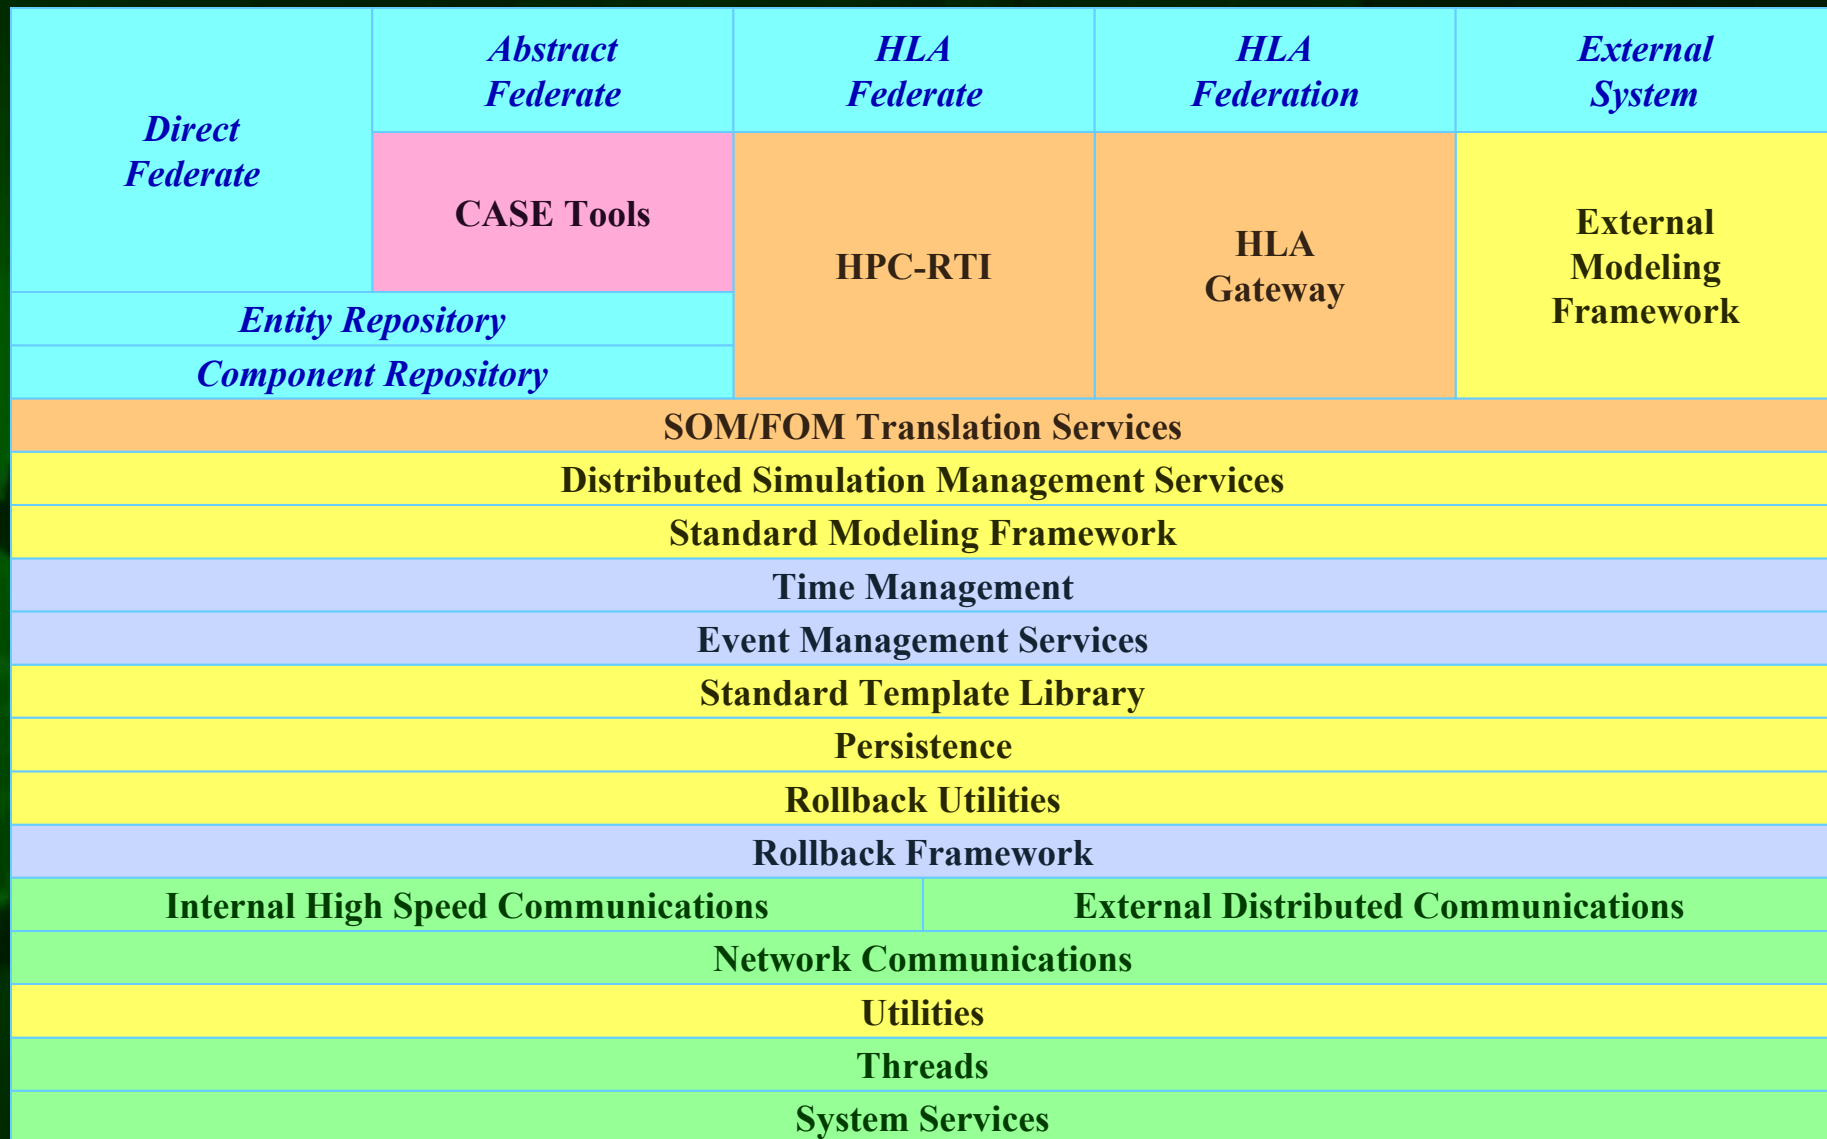 Direct
Federate
Abstract
Federate
HLA
Federate
HLA
Federation
External
System
CASE Tools
HPC-RTI
HLA
Gateway
External
Modeling
Framework
Entity Repository
Component Repository
SOM/FOM Translation Services
Distributed Simulation Management Services
Standard Modeling Framework
Time Management
Event Management Services
Standard Template Library
Persistence
Rollback Utilities
Rollback Framework
Internal High Speed Communications
External Distributed Communications
Network Communications
Utilities
Threads
System Services